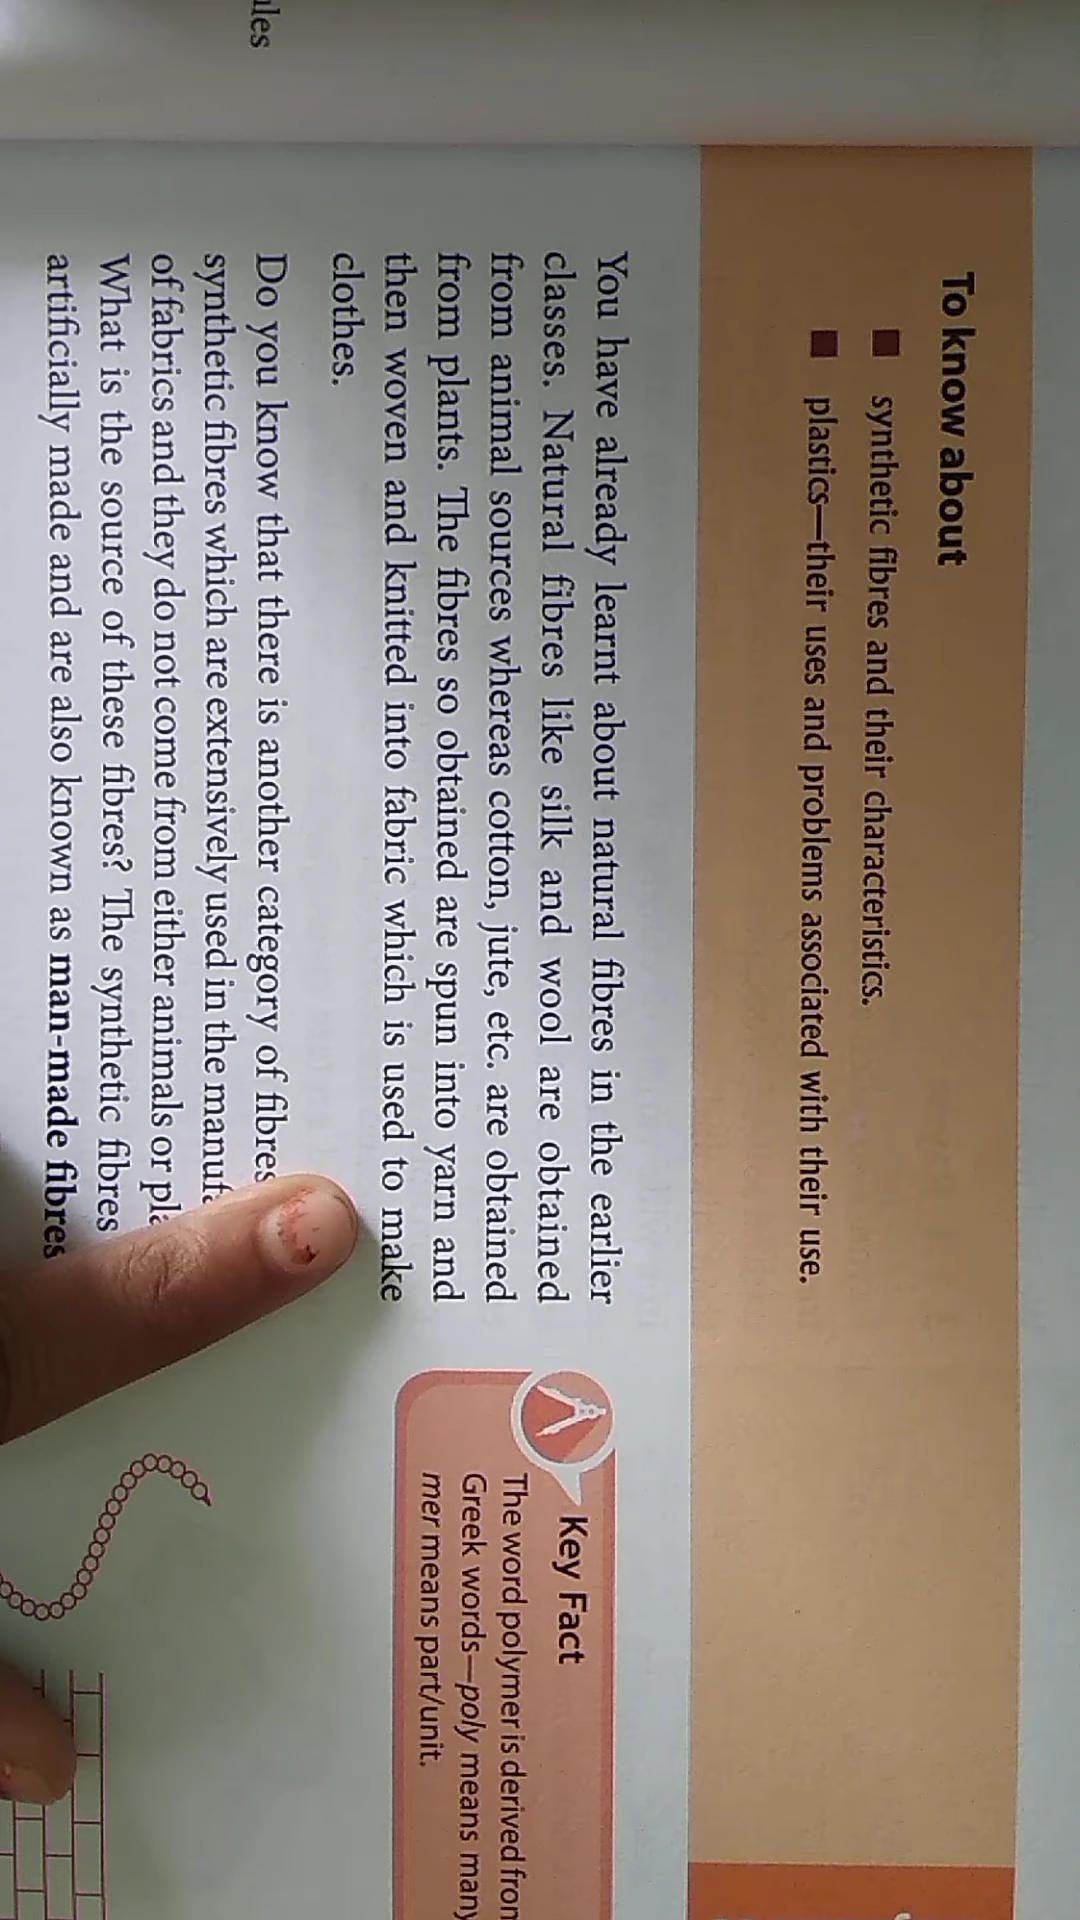 ules
To know about
synthetic fibres and their characteristics.
plastics—their uses and problems associated with their use.
You have already learnt about natural fibres in the earlier
classes. Natural fibres like silk and wool are obtained
from animal sources whereas cotton, jute, etc. are obtained
from plants. The fibres so obtained are spun into yarn and
then woven and knitted into fabric which is used to make
clothes.
Do you know that there is another category of fibres
synthetic fibres which are extensively used in the
of fabrics and they do not come from either animals or
What is the source of these fibres? The synthetic fibres
artificially made and are also known as man-made fibres
Key Fact
The word polymer is derived from
Greek words—poly means many
mer means part/unit.